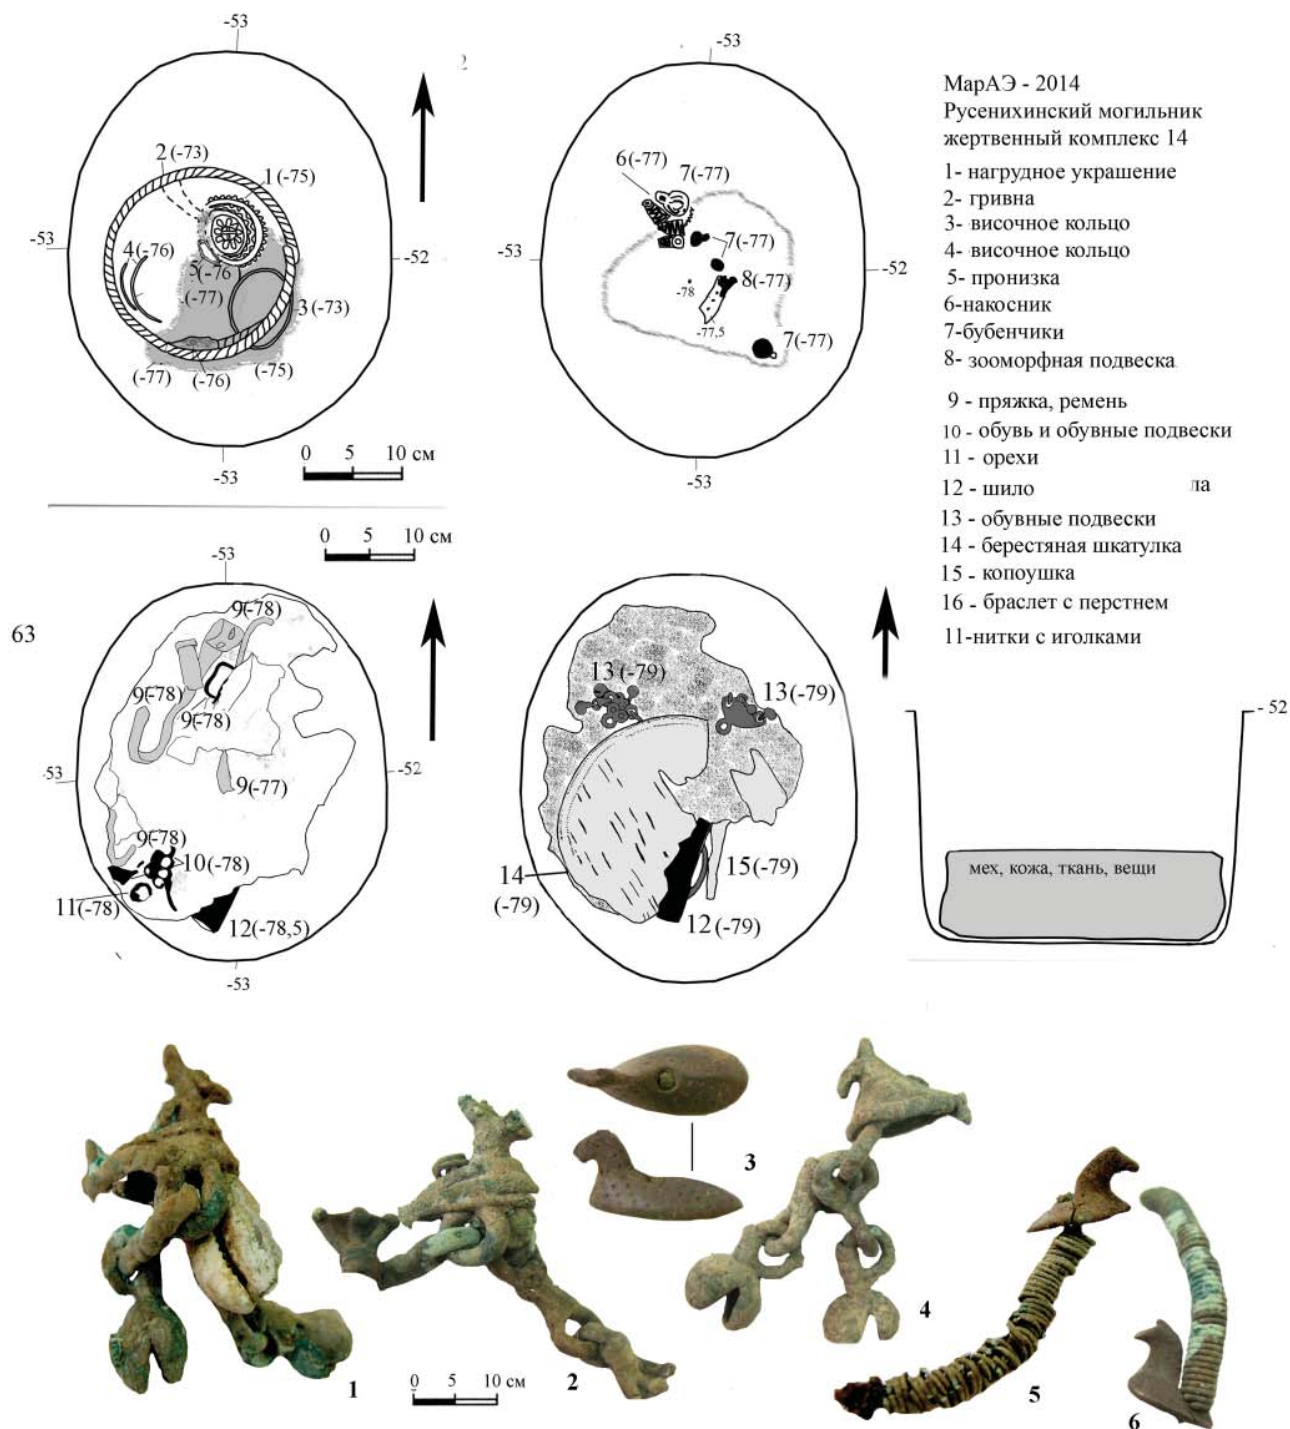 -53
-53
2
МарАЭ - 2014
Русенихинский могильник
жертвенный комплекс 14
1- нагрудное украшение
2- гривна
3- височное кольцо
4- височное кольцо
5- пронизка
6-накосник
7-бубенчики
8- зооморфная подвеска
9 - пряжка, ремень
10 - обувь и обувные подвески
11 - орехи
12 - шило
ла
13 - обувные подвески
14 - берестяная шкатулка
15 - копоушка
16 - браслет с перстнем
11-нитки с иголками
2 (-73)
1 (-75)
-53
4 (-76)
5 (-76
(-77)
-52
3 (-73)
(-77)
(-76)
(-75)
-53
0 5 10 см
6 (-77)
7 (-77)
-53
7 (-77)
-52
8 (-77)
-78
-77,5
7 (-77)
-53
0 5 10 см
-53
63
9(-78)
9(-78)
9(-78)
-53
-52
9(-77)
9(-78)
10 (-78)
11 (-78)
12 (-78,5)
-53
13 (-79)
13 (-79)
14
(-79)
15 (-79)
12 (-79)
- 52
мех, кожа, ткань, вещи
1
0 5 10 см
2
3
4
5
6